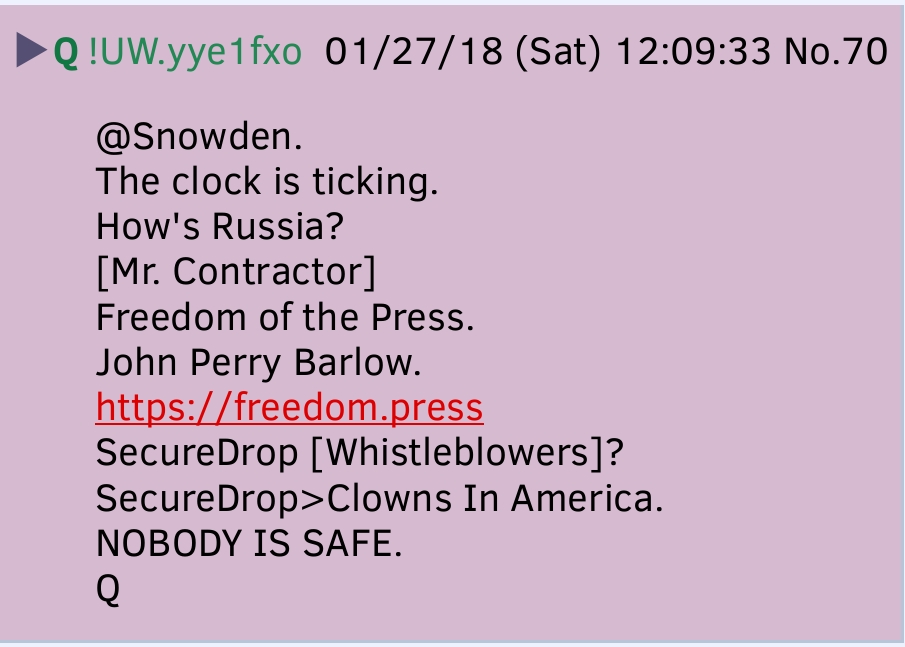 Q !UW.yye1fxo 01/27/18 (Sat) 12:09:33 No.70
@Snowden.
The clock is ticking.
How's Russia?
[Mr. Contractor]
Freedom of the Press.
John Perry Barlow.
https://freedom.press
SecureDrop [Whistleblowers]?
SecureDrop>Clowns In America.
NOBODY IS SAFE.
Q